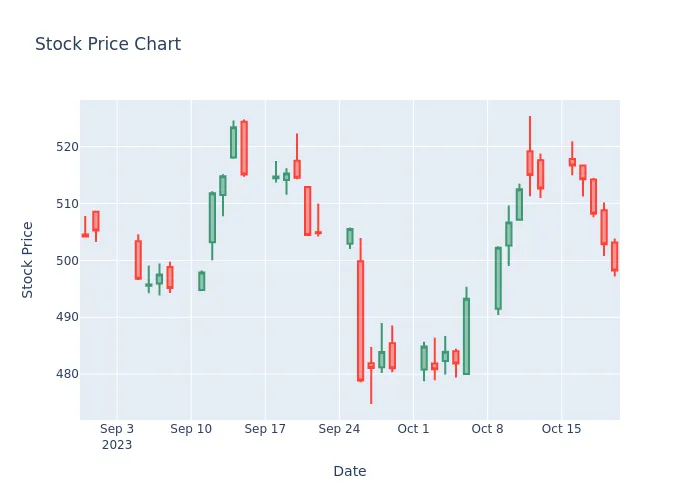 Stock Price Chart
Stock Price
520
510
500
490
480
Sep 3
2023
Sep 10
Sep 17
Sep 24
Oct 1
Oct 8
Oct 15
Date